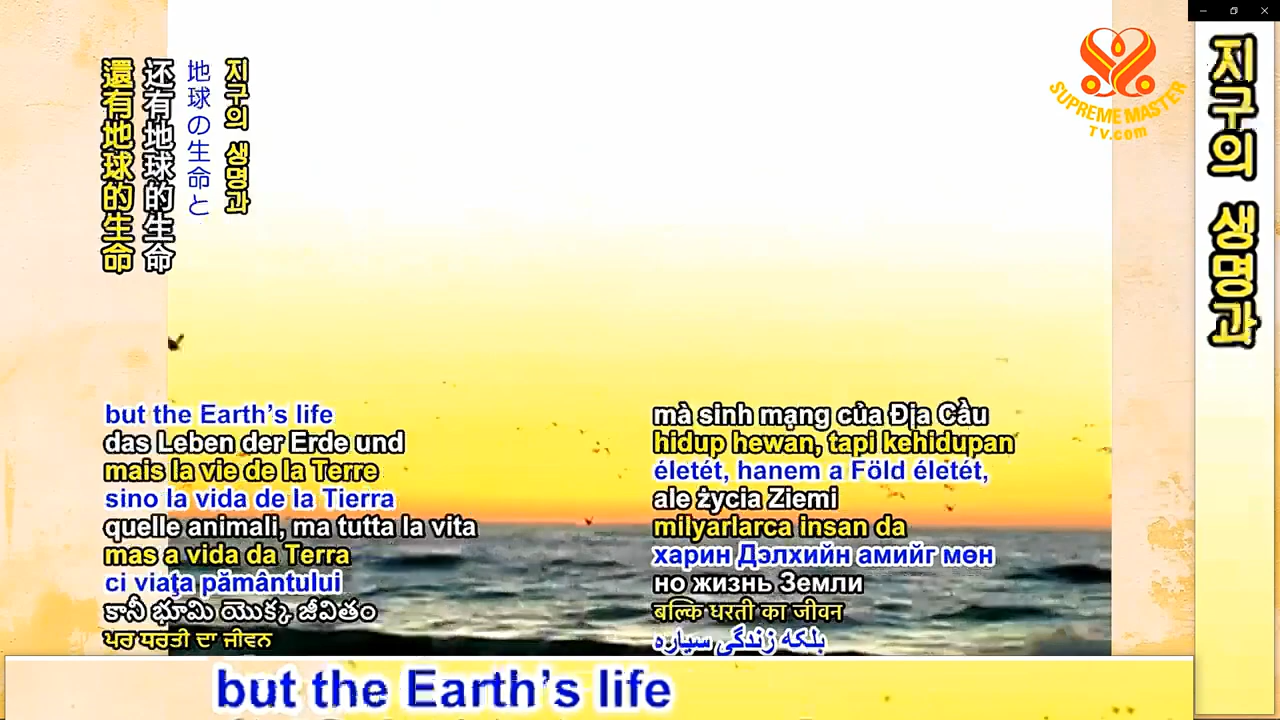 還有地球的生命
还有地球的生命
地球の生命と
지구의 생명과
SUPREME MASTER
TV.com
지구의 생명과
but the Earth's life
das Leben der Erde und
mais la vie de la Terre
sino la vida de la Tierra
quelle animali, ma tutta la vita
mas a vida da Terra
ci viaţa pământului
కానీ భూమి యొక్క జీవితం
ਪਰ ਧਰਤੀ ਦਾ ਜੀਵਨ
mà sinh mạng của Địa Cầu
hidup hewan, tapi kehidupan
életét, hanem a Föld életét,
ale życia Ziemi
milyarlarca insan da
харин Дэлхийн амийг мөн
но жизнь Земли
बल्कि धरती का जीवन
بلکه زندگی سیاره
but the Earth's life